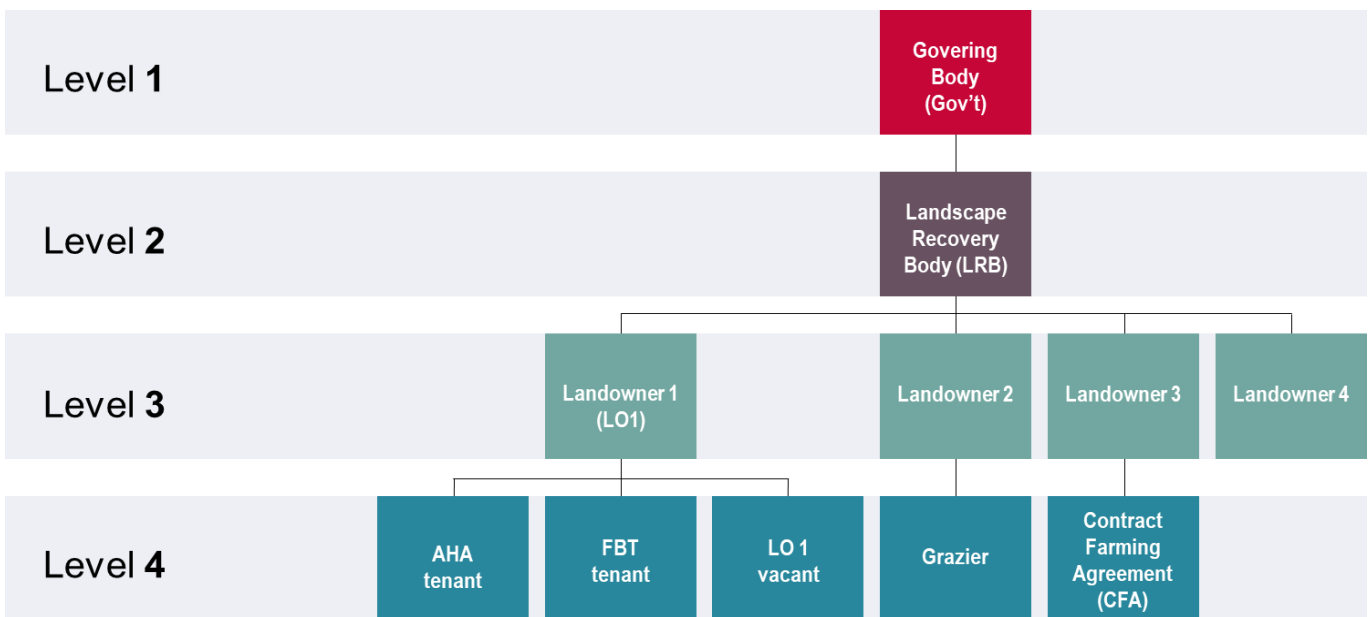 Level 1
Govering
Body
(Gov't)
Level 2
Landscape
Recovery
Body (LRB)
Level 3
Landowner 1
(LO1)
Landowner 2
Landowner 3
Landowner 4
Level 4
AHA
tenant
FBT
tenant
LO 1
vacant
Grazier
Contract
Farming
Agreement
(CFA)